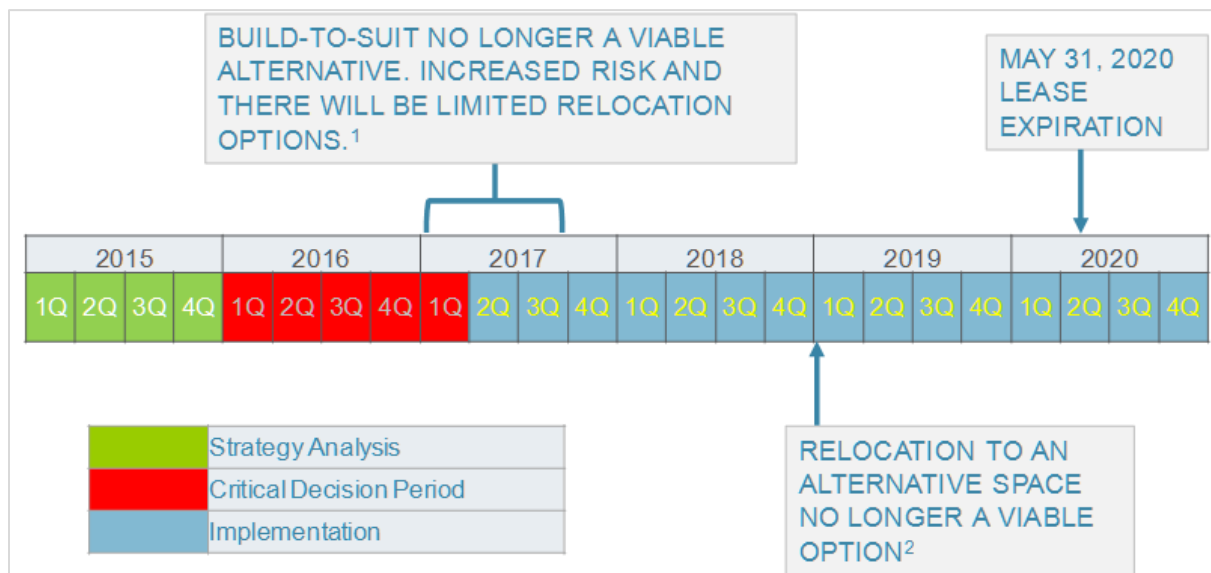 BUILD-TO-SUIT NO LONGER A VIABLE
ALTERNATIVE. INCREASED RISK AND
THERE WILL BE LIMITED RELOCATION
OPTIONS.¹
MAY 31, 2020
LEASE
EXPIRATION
2015 2016 2017 2018 2019 2020
1Q 2Q 3Q 4Q 1Q 2Q 3Q 4Q 1Q 2Q 3Q 4Q 1Q 2Q 3Q 4Q 1Q 2Q 3Q 4Q 1Q 2Q 3Q 4Q
Strategy Analysis
Critical Decision Period
Implementation
RELOCATION TO AN
ALTERNATIVE SPACE
NO LONGER A VIABLE
OPTION²